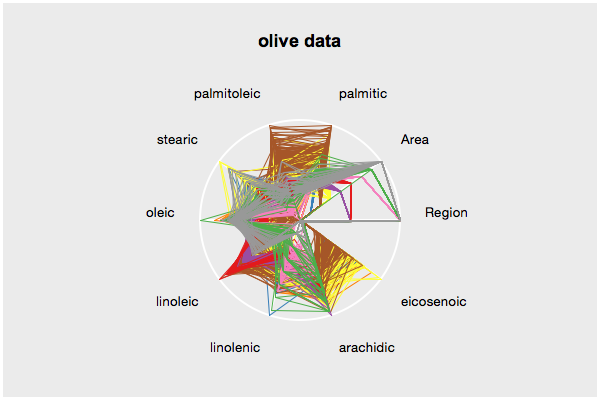 olive data
palmitoleic
palmitic
stearic
Area
oleic
Region
linoleic
eicosenoic
linolenic
arachidic